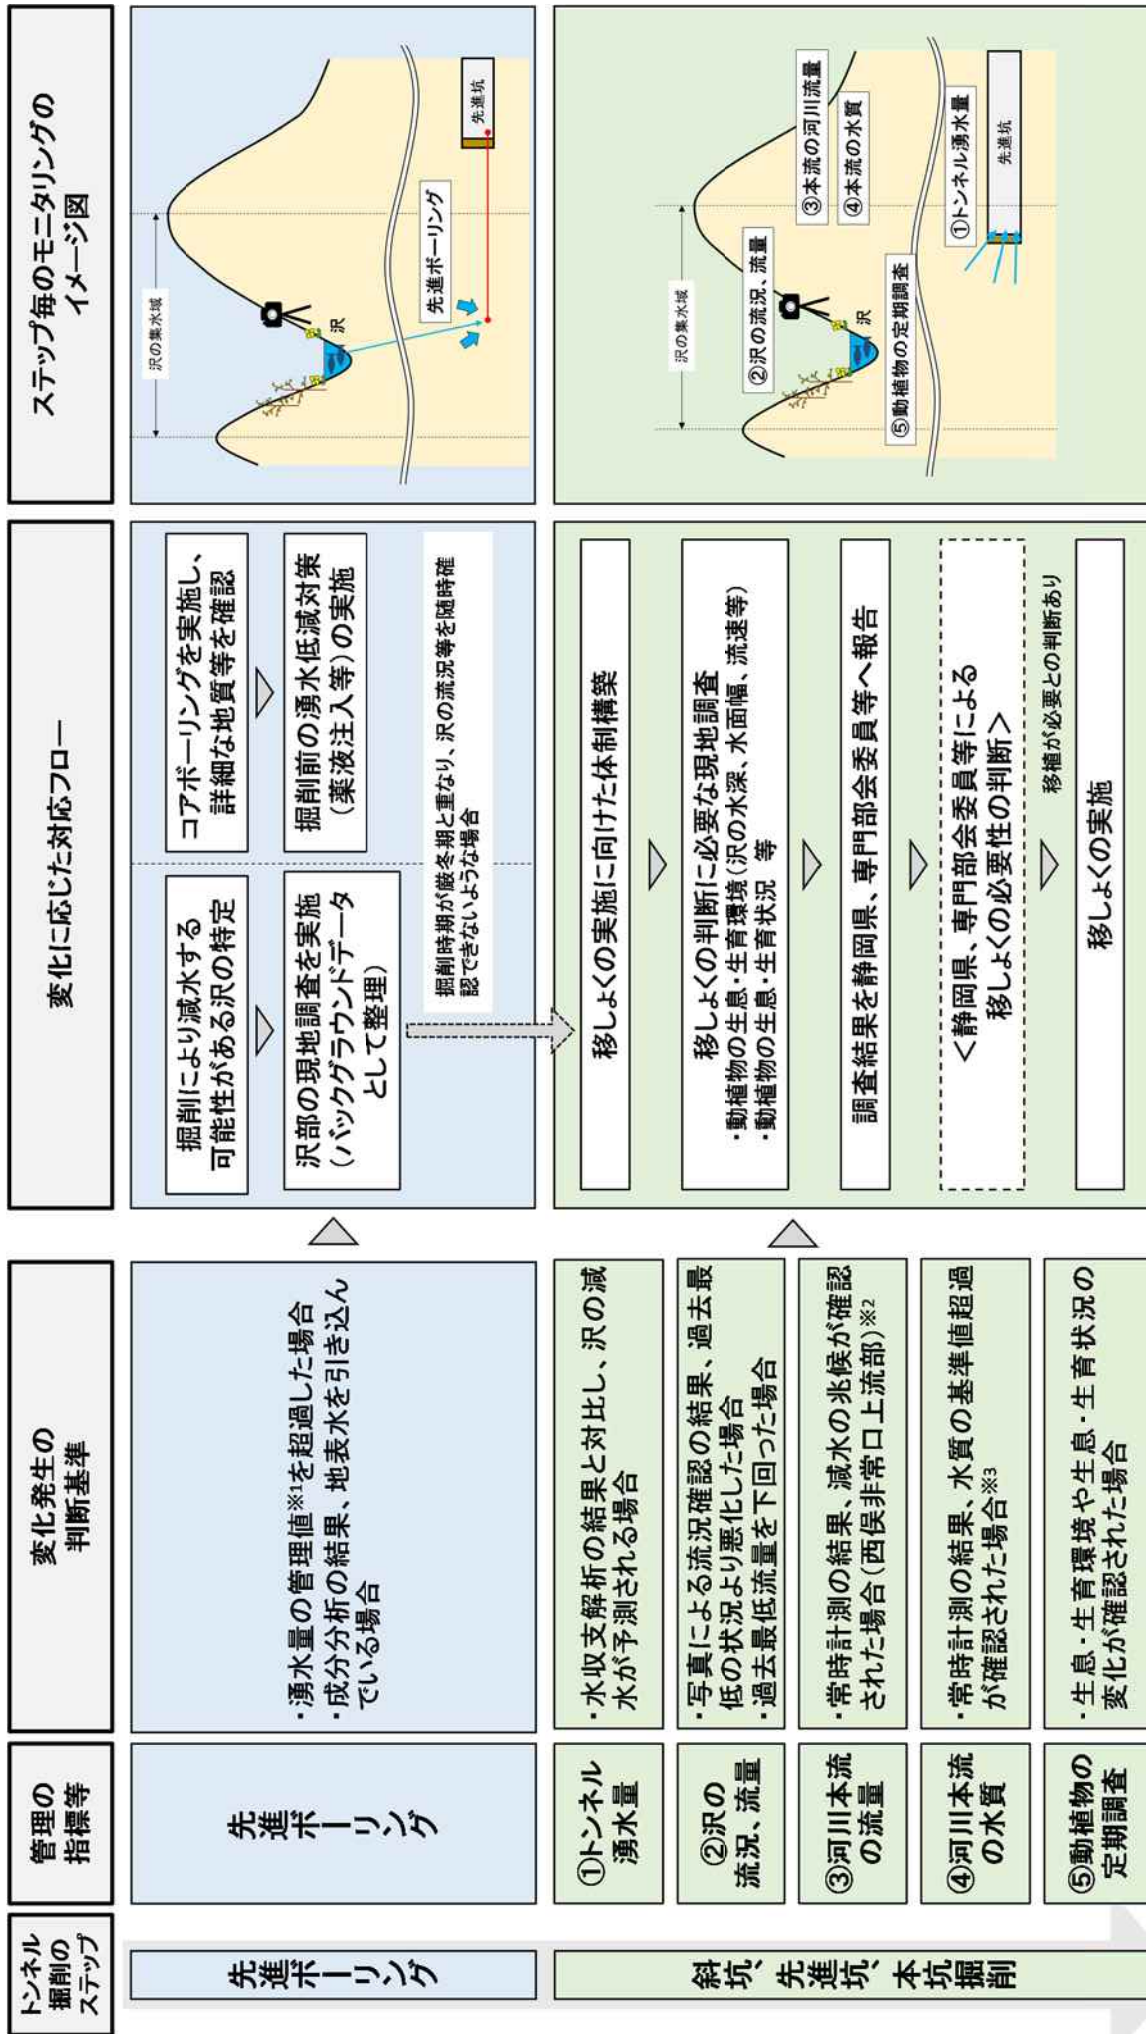 トンネル
掘削の
ステップ
管理の
指標等
変化発生の
判断基準
変化に応じた対応フロー
ステップ毎のモニタリングの
イメージ図
先進ボーリング
先進ボーリング
・湧水量の管理値※1を超過した場合
・成分分析の結果、地表水を引き込ん
でいる場合
掘削により減水する
可能性がある沢の特定
沢部の現地調査を実施
(バックグラウンドデータ
として整理)
コアボーリングを実施し、
詳細な地質等を確認
掘削前の湧水低減対策
(薬液注入等)の実施
掘削時期が厳冬期と重なり、沢の流況等を随時確
認できないような場合
沢の集水域
沢
先進ボーリング
先進坑
斜坑、先進坑、本坑掘削
①トンネル
湧水量
・水収支解析の結果と対比し、沢の減
水が予測される場合
②沢の
流況、流量
・写真による流況確認の結果、過去最
低の状況より悪化した場合
・過去最低流量を下回った場合
③河川本流
の流量
・常時計測の結果、減水の兆候が確認
された場合(西俣非常口上流部)※2
④河川本流
の水質
・常時計測の結果、水質の基準値超過
が確認された場合※3
⑤動植物の
定期調査
・生息・生育環境や生息・生育状況の
変化が確認された場合
移しょくの実施に向けた体制構築
移しょくの判断に必要な現地調査
・動植物の生息・生育環境(沢の水深、水面幅、流速等)
・動植物の生息・生育状況 等
調査結果を静岡県、専門部会委員等へ報告
<静岡県、専門部会委員等による
移しょくの必要性の判断>
移植が必要との判断あり
移しょくの実施
沢の集水域
②沢の流況、流量
沢
③本流の河川流量
④本流の水質
⑤動植物の定期調査
①トンネル湧水量
先進坑